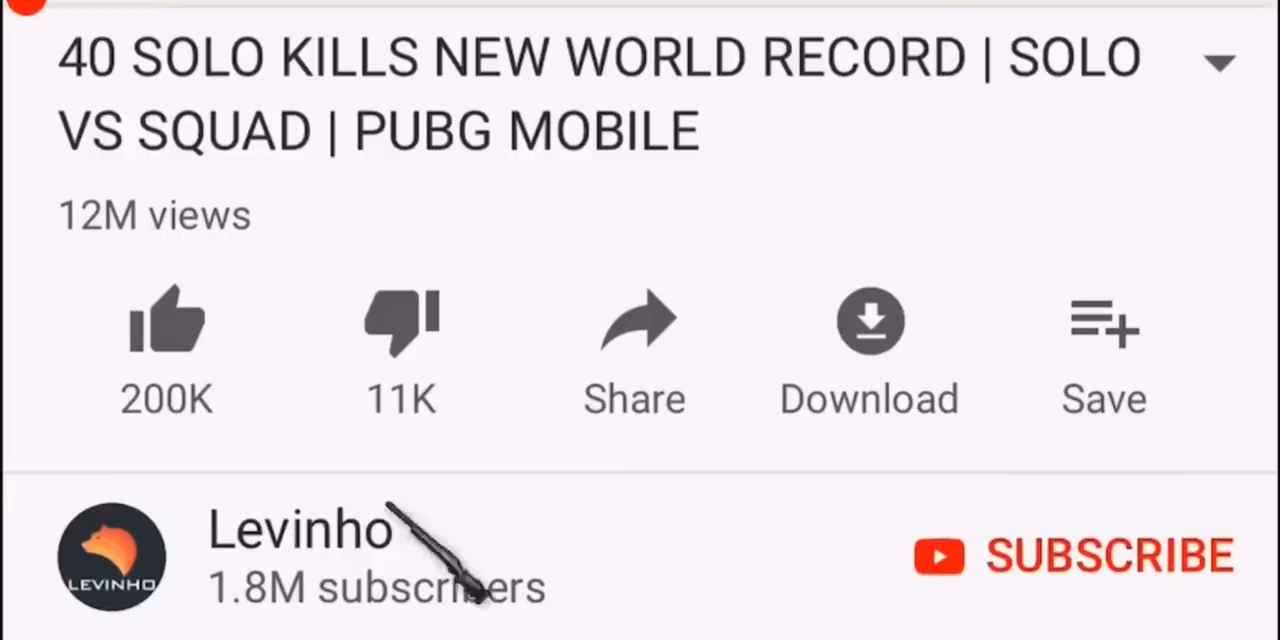 40 SOLO KILLS NEW WORLD RECORD | SOLO
VS SQUAD | PUBG MOBILE
12M views
200K
11K
Share
Download
Save
Levinho
1.8M subscribers
LEVINHO
SUBSCRIBE